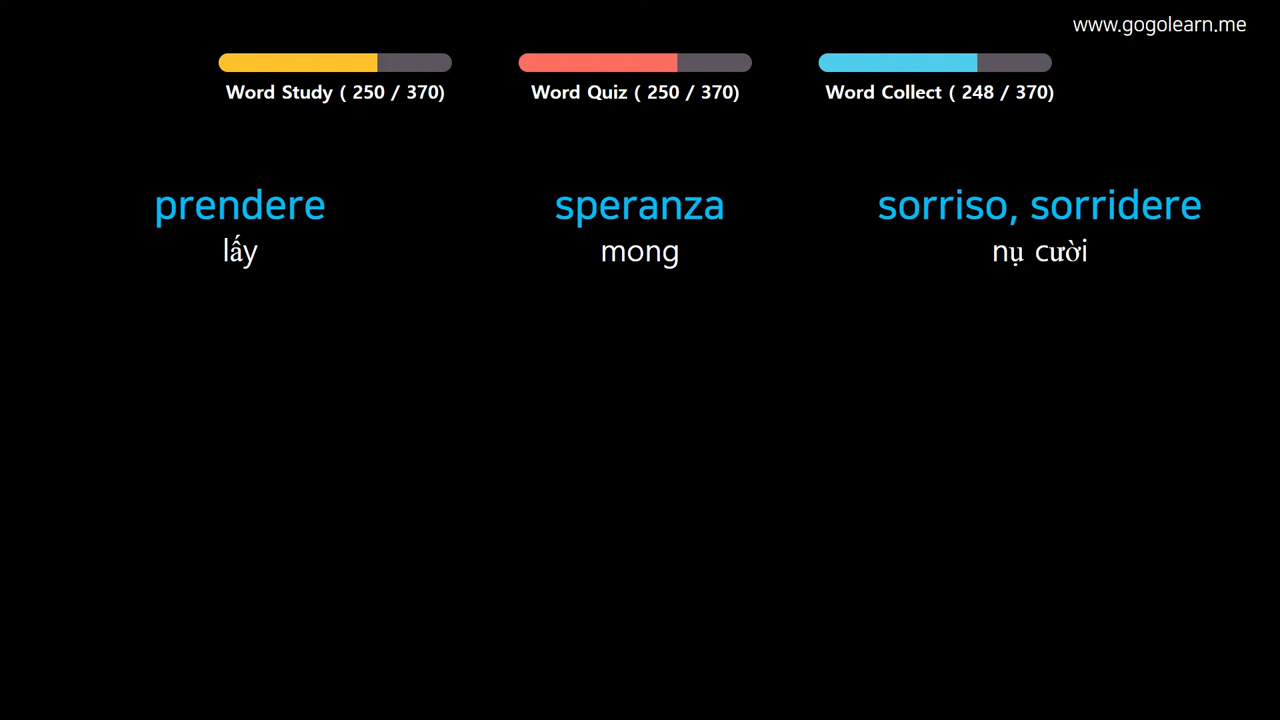 www.gogolearn.me
Word Study ( 250 / 370)
Word Quiz ( 250 / 370)
Word Collect ( 248 / 370)
prendere
lấy
speranza
mong
sorriso, sorridere
nụ cười